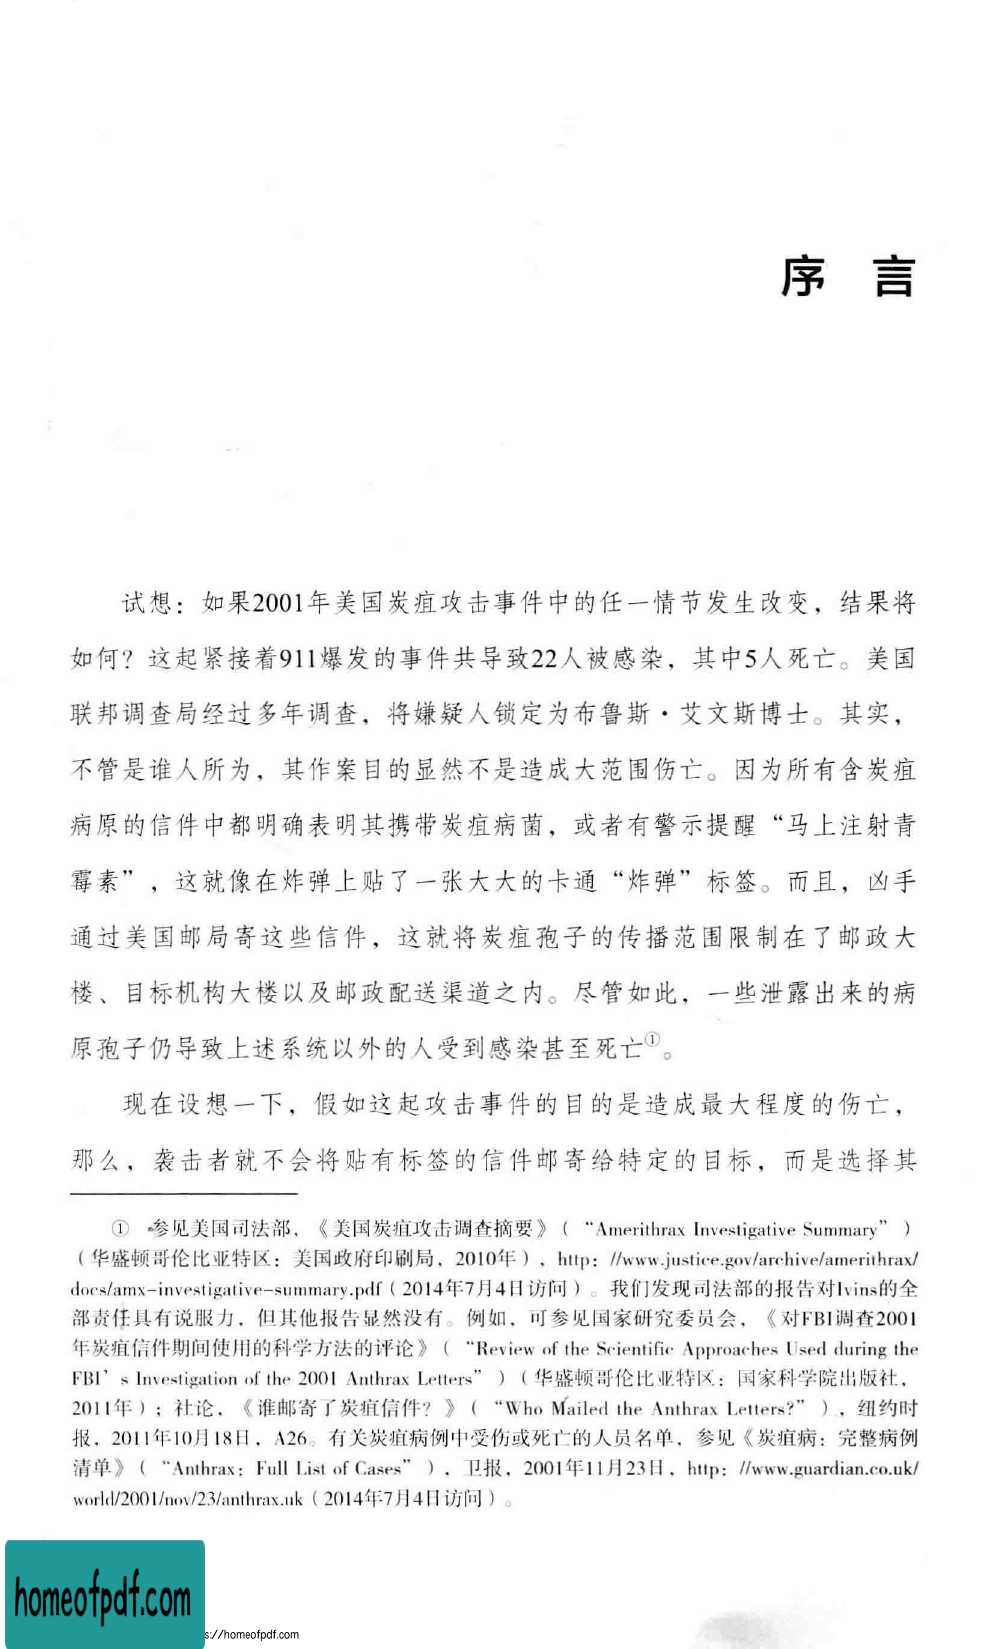 序 言
试想：如果2001年美国炭疽攻击事件中的任一情节发生改变，结果将
如何？这起紧接着911爆发的事件共导致22人被感染，其中5人死亡。美国
联邦调查局经过多年调查，将嫌疑人锁定为布鲁斯·艾文斯博士。其实，
不管是谁人所为，其作案目的显然不是造成大范围伤亡。因为所有含炭疽
病原的信件中都明确表明其携带炭疽病菌，或者有警示提醒“马上注射青
霉素”，这就像在炸弹上贴了一张大大的卡通“炸弹”标签。而且，凶手
通过美国邮局寄这些信件，这就将炭疽孢子的传播范围限制在了邮政大
楼、目标机构大楼以及邮政配送渠道之内。尽管如此，一些泄露出来的病
原孢子仍导致上述系统以外的人受到感染甚至死亡①。
现在设想一下，假如这起攻击事件的目的是造成最大程度的伤亡，
那么，袭击者就不会将贴有标签的信件邮寄给特定的目标，而是选择其
① 参见美国司法部，《美国炭疽攻击调查摘要》（“Amerithrax Investigative Summary”）
（华盛顿哥伦比亚特区：美国政府印刷局，2010年），http：//www.justice.gov/archive/amerithrax/
docs/amx-investigative-summary.pdf（2014年7月4日访问）。我们发现司法部的报告对Ivins的全
部责任具有说服力，但其他报告显然没有。例如，可参见国家研究委员会，《对FBI调查2001
年炭疽信件期间使用的科学方法的评论》（“Review of the Scientific Approaches Used during the
FBI’s Investigation of the 2001 Anthrax Letters”）（华盛顿哥伦比亚特区：国家科学院出版社，
2011年）；社论，《谁邮寄了炭疽信件？》（“Who Mailed the Anthrax Letters?”），纽约时
报，2011年10月18日，A26。有关炭疽病例中受伤或死亡的人员名单，参见《炭疽病：完整病例
清单》（“Anthrax：Full List of Cases”），卫报，2001年11月23日，http：//www.guardian.co.uk/
world/2001/nov/23/anthrax.uk（2014年7月4日访问）。
homeofpdf.com
s://homeofpdf.com